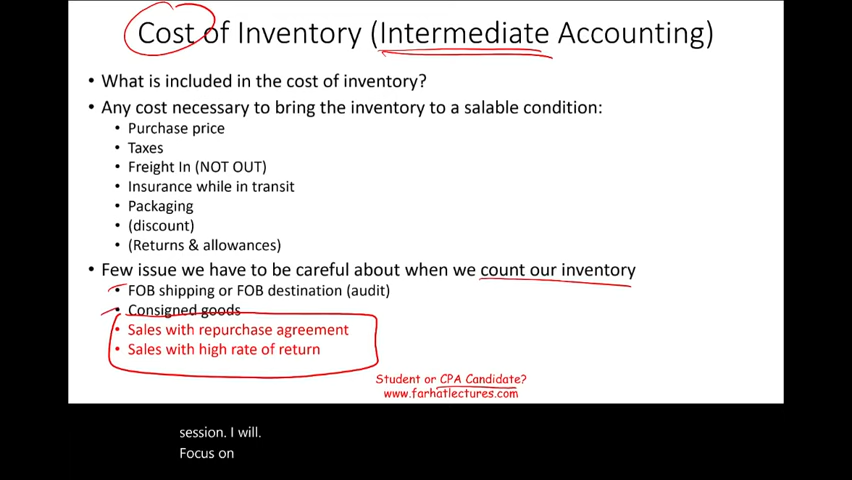 Cost of Inventory (Intermediate Accounting)
• What is included in the cost of inventory?
• Any cost necessary to bring the inventory to a salable condition:
• Purchase price
• Taxes
• Freight In (NOT OUT)
• Insurance while in transit
• Packaging
• (discount)
• (Returns & allowances)
• Few issue we have to be careful about when we count our inventory
• FOB shipping or FOB destination (audit)
• Consigned goods
• Sales with repurchase agreement
• Sales with high rate of return
Student or CPA Candidate?
www.farhatlectures.com
session. I will.
Focus on